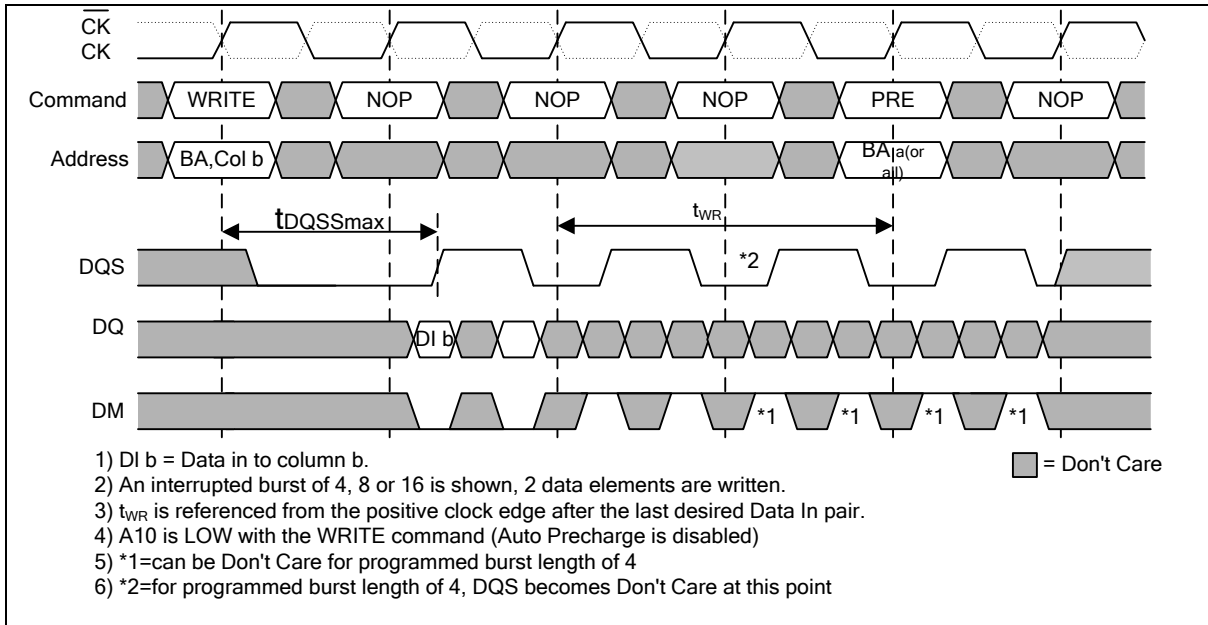 CK
CK
Command WRITE NOP NOP NOP PRE NOP
Address BA,Col b BA a(or
all)
tDQSSmax tWR
DQS *2
DQ DI b
DM *1 *1 *1 *1
1) DI b = Data in to column b.
= Don't Care
2) An interrupted burst of 4, 8 or 16 is shown, 2 data elements are written.
3) tWR is referenced from the positive clock edge after the last desired Data In pair.
4) A10 is LOW with the WRITE command (Auto Precharge is disabled)
5) *1=can be Don't Care for programmed burst length of 4
6) *2=for programmed burst length of 4, DQS becomes Don't Care at this point